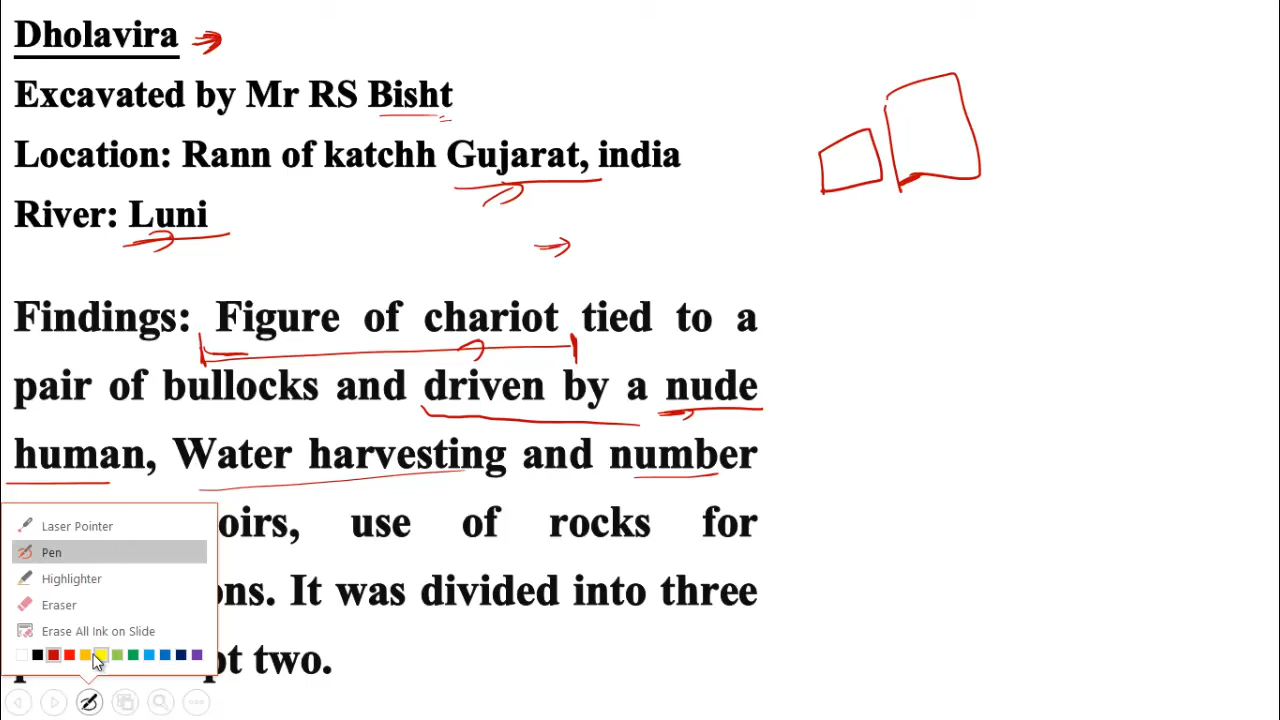 Dholavira
Excavated by Mr RS Bisht
Location: Rann of katchh Gujarat, india
River: Luni
Findings: Figure of chariot tied to a
pair of bullocks and driven by a nude
human, Water harvesting and number
oirs, use of rocks for
ons. It was divided into three
pt two.
Laser Pointer
Pen
Highlighter
Eraser
Erase All Ink on Slide